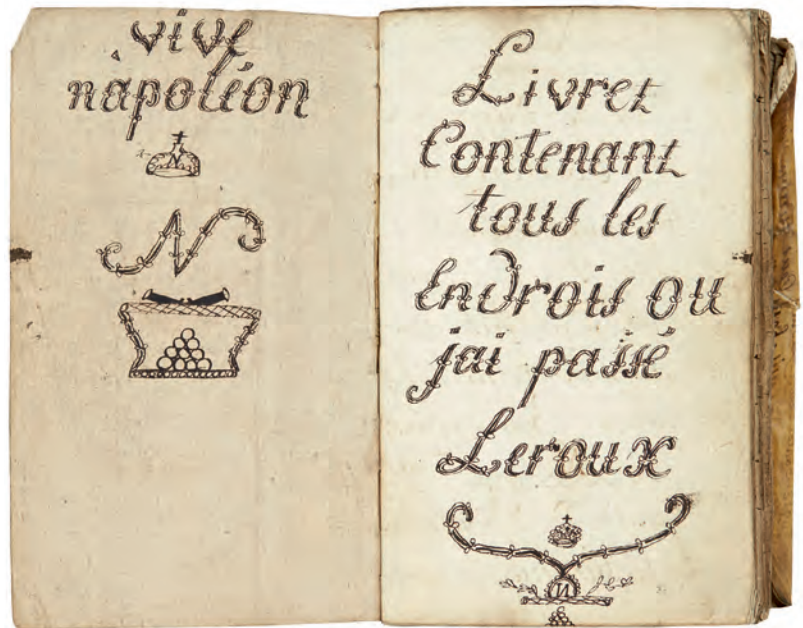 vive
napoléon
N
Livret
Contenant
tous les
Endrois ou
jai passé
Leroux
N